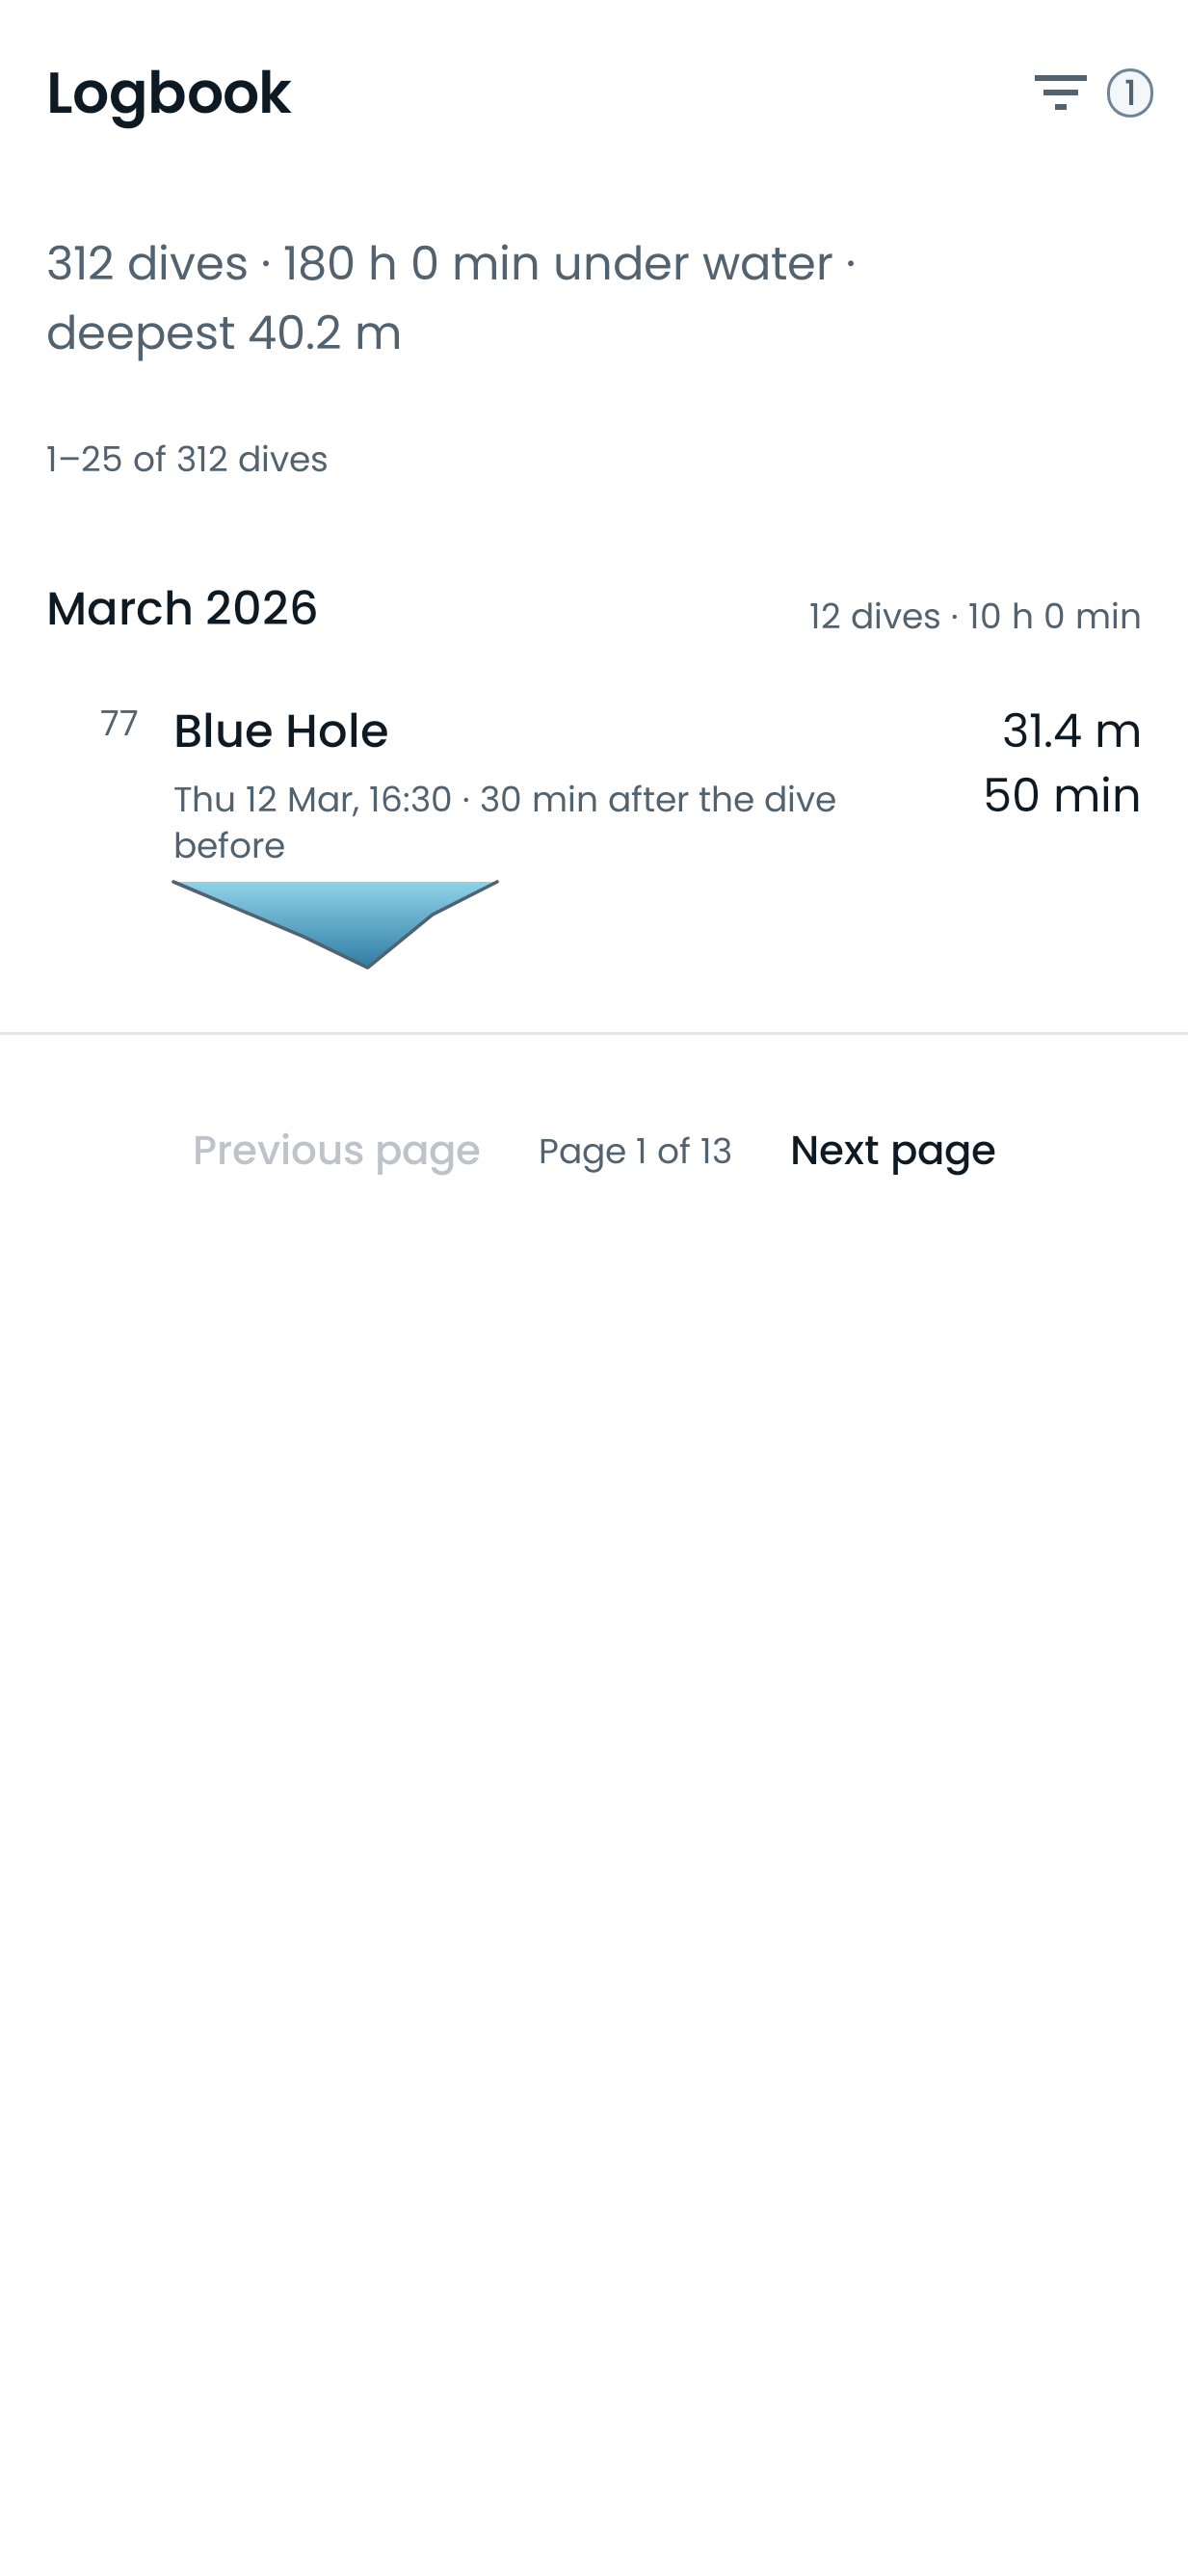 Logbook
1
312 dives · 180 h 0 min under water ·
deepest 40.2 m
1–25 of 312 dives
March 2026
12 dives · 10 h 0 min
77
Blue Hole
31.4 m
Thu 12 Mar, 16:30 · 30 min after the dive
before
50 min
Previous page
Page 1 of 13
Next page